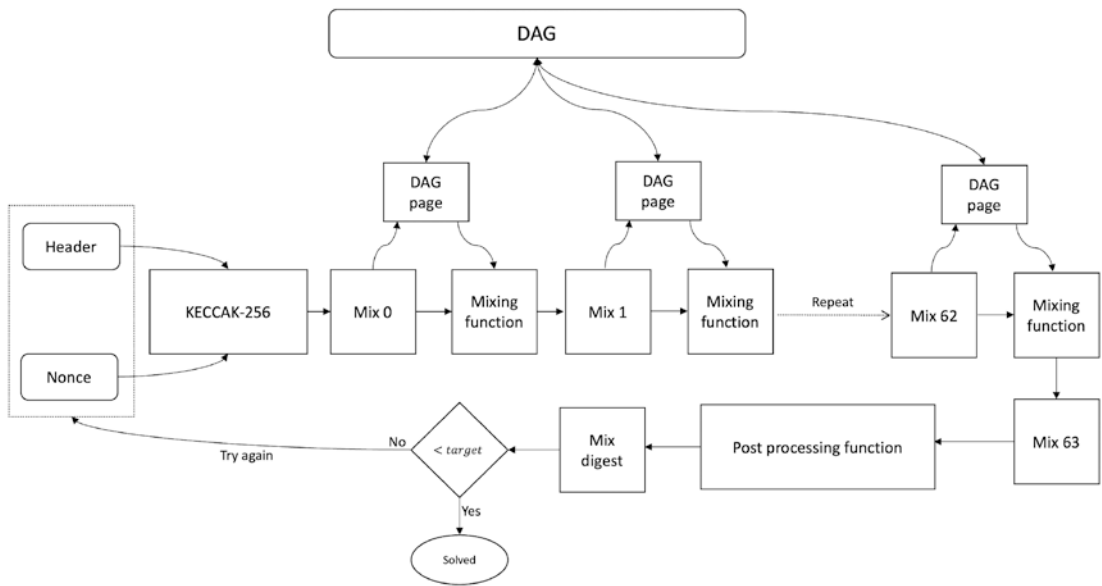 DAG
DAG
page
DAG
page
DAG
page
Header
Nonce
KECCAK-256
Mix 0
Mixing
function
Mix 1
Mixing
function
Repeat
Mix 62
Mixing
function
Mix 63
Post processing function
Mix
digest
< target
No
Try again
Yes
Solved